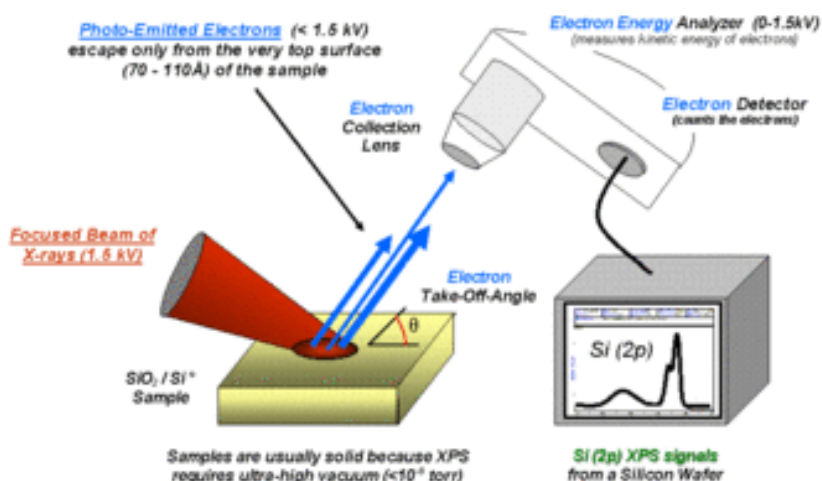 Photo-Emitted Electrons (< 1.5 kV)
escape only from the very top surface
(70 - 110Å) of the sample
Electron Energy Analyzer (0-1.5kV)
(measures kinetic energy of electrons)
Electron
Collection
Lens
Electron Detector
(counts the electrons)
Focused Beam of
X-rays (1.5 kV)
Electron
Take-Off-Angle
θ
Si (2p)
SiO₂ / Si°
Sample
Samples are usually solid because XPS
requires ultra-high vacuum (<10⁻⁸ torr)
Si (2p) XPS signals
from a Silicon Wafer